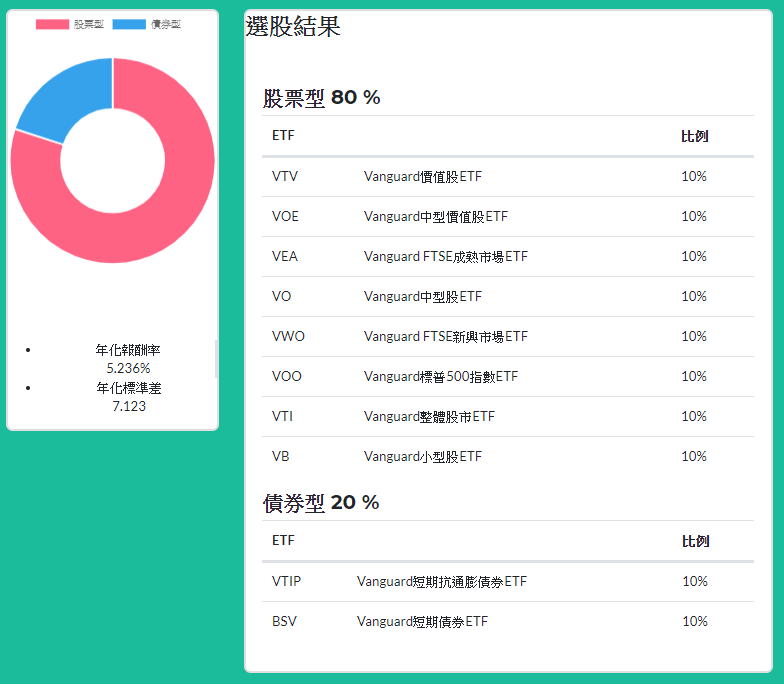 股票型 債券型
年化報酬率
5.236%
年化標準差
7.123
選股結果
股票型 80 %
ETF 比例
VTV Vanguard價值股ETF 10%
VOE Vanguard中型價值股ETF 10%
VEA Vanguard FTSE成熟市場ETF 10%
VO Vanguard中型股ETF 10%
VWO Vanguard FTSE新興市場ETF 10%
VOO Vanguard標普500指數ETF 10%
VTI Vanguard整體股市ETF 10%
VB Vanguard小型股ETF 10%
債券型 20 %
ETF 比例
VTIP Vanguard短期抗通膨債券ETF 10%
BSV Vanguard短期債券ETF 10%